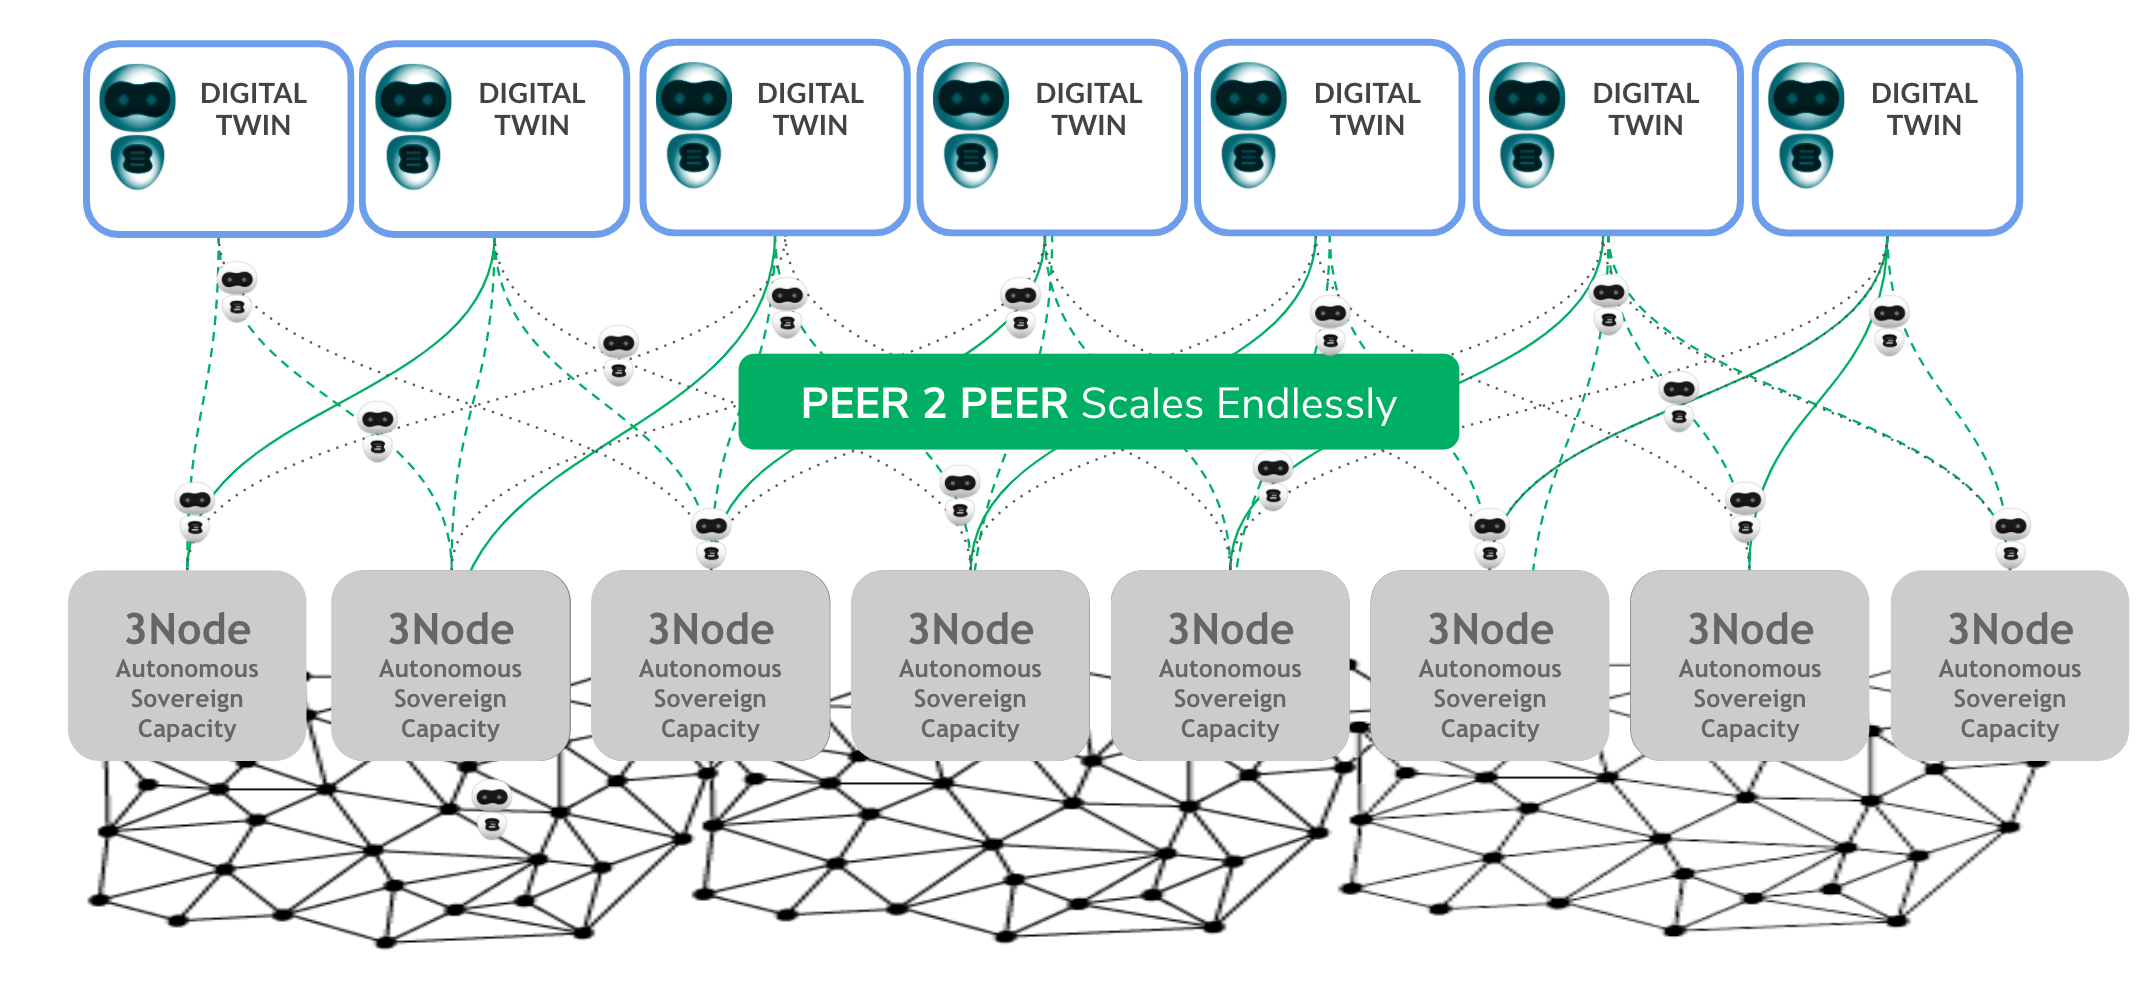 DIGITAL
TWIN
DIGITAL
TWIN
DIGITAL
TWIN
DIGITAL
TWIN
DIGITAL
TWIN
DIGITAL
TWIN
DIGITAL
TWIN
PEER 2 PEER Scales Endlessly
3Node
Autonomous
Sovereign
Capacity
3Node
Autonomous
Sovereign
Capacity
3Node
Autonomous
Sovereign
Capacity
3Node
Autonomous
Sovereign
Capacity
3Node
Autonomous
Sovereign
Capacity
3Node
Autonomous
Sovereign
Capacity
3Node
Autonomous
Sovereign
Capacity
3Node
Autonomous
Sovereign
Capacity